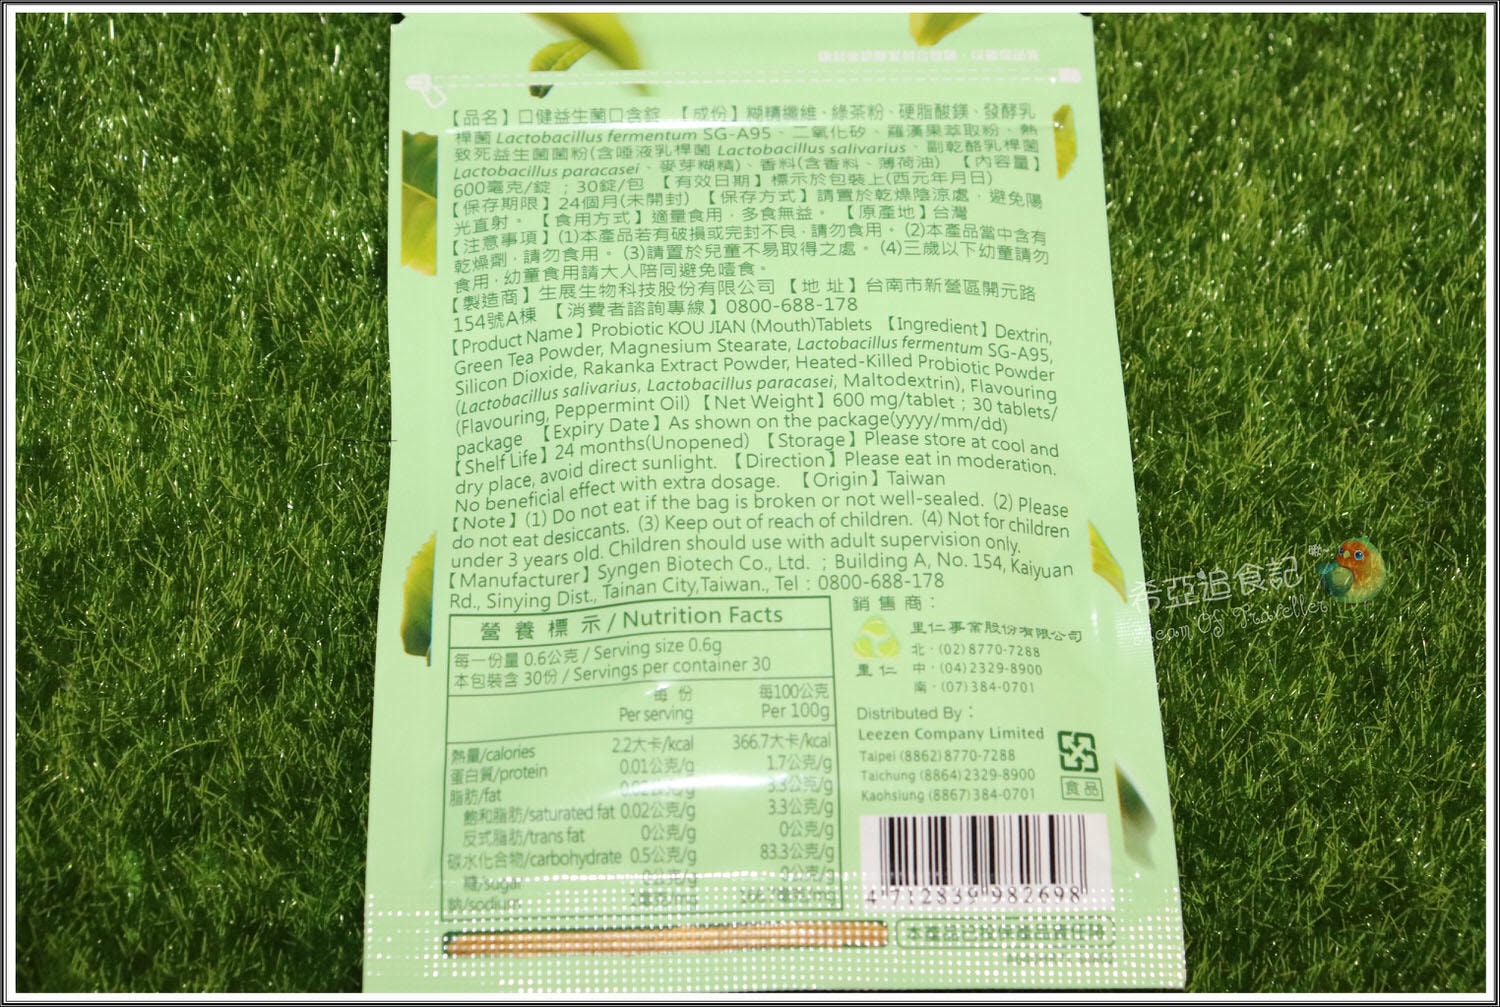 【品名】口健益生菌口含錠 【成份】糊精纖維、綠茶粉、硬脂酸鎂、發酵乳
桿菌 Lactobacillus fermentum SG-A95、二氧化矽、羅漢果萃取粉、熱
致死益生菌菌粉(含唾液乳桿菌 Lactobacillus salivarius、副乾酪乳桿菌
Lactobacillus paracasei、麥芽糊精)、香料(含香料、薄荷油) 【內容量】
600毫克/錠 ; 30錠/包 【有效日期】標示於包裝上(西元年月日)
【保存期限】24個月(未開封) 【保存方式】請置於乾燥陰涼處,避免陽
光直射。【食用方式】適量食用,多食無益。【原產地】台灣
【注意事項】(1)本產品若有破損或完封不良,請勿食用。(2)本產品當中含有
乾燥劑,請勿食用。(3)請置於兒童不易取得之處。(4)三歲以下幼童請勿
食用,幼童食用請大人陪同避免噎食。
【製造商】生展生物科技股份有限公司 【地 址】台南市新營區開元路
154號A棟 【消費者諮詢專線】0800-688-178
【Product Name】Probiotic KOU JIAN (Mouth)Tablets 【Ingredient】Dextrin,
Green Tea Powder, Magnesium Stearate, Lactobacillus fermentum SG-A95,
Silicon Dioxide, Rakanka Extract Powder, Heated-Killed Probiotic Powder
(Lactobacillus salivarius, Lactobacillus paracasei, Maltodextrin), Flavouring
(Flavouring, Peppermint Oil) 【Net Weight】600 mg/tablet ; 30 tablets/
package 【Expiry Date】As shown on the package(yyyy/mm/dd)
【Shelf Life】24 months(Unopened) 【Storage】Please store at cool and
dry place, avoid direct sunlight. 【Direction】Please eat in moderation.
No beneficial effect with extra dosage. 【Origin】Taiwan
【Note】(1) Do not eat if the bag is broken or not well-sealed. (2) Please
do not eat desiccants. (3) Keep out of reach of children. (4) Not for children
under 3 years old. Children should use with adult supervision only.
【Manufacturer】Syngen Biotech Co., Ltd. ; Building A, No. 154, Kaiyuan
Rd., Sinying Dist., Tainan City,Taiwan., Tel : 0800-688-178
營養標示/Nutrition Facts
每一份量 0.6公克 / Serving size 0.6g
本包裝含 30份 / Servings per container 30
每份 每100公克
Per serving Per 100g
熱量/calories 2.2大卡/kcal 366.7大卡/kcal
蛋白質/protein 0.01公克/g 1.7公克/g
脂肪/fat 0.02公克/g 3.3公克/g
飽和脂肪/saturated fat 0.02公克/g 3.3公克/g
反式脂肪/trans fat 0公克/g 0公克/g
碳水化合物/carbohydrate 0.5公克/g 83.3公克/g
糖/sugar 0公克/g 0公克/g
鈉/sodium
銷售商:
里仁
里仁事業股份有限公司
北・(02)8770-7288
中・(04)2329-8900
南・(07)384-0701
Distributed By:
Leezen Company Limited
Taipei (8862)8770-7288
Taichung (8864)2329-8900
Kaohsiung (8867)384-0701
食品
4 712839 982698
希亞追食記
Of Traveller